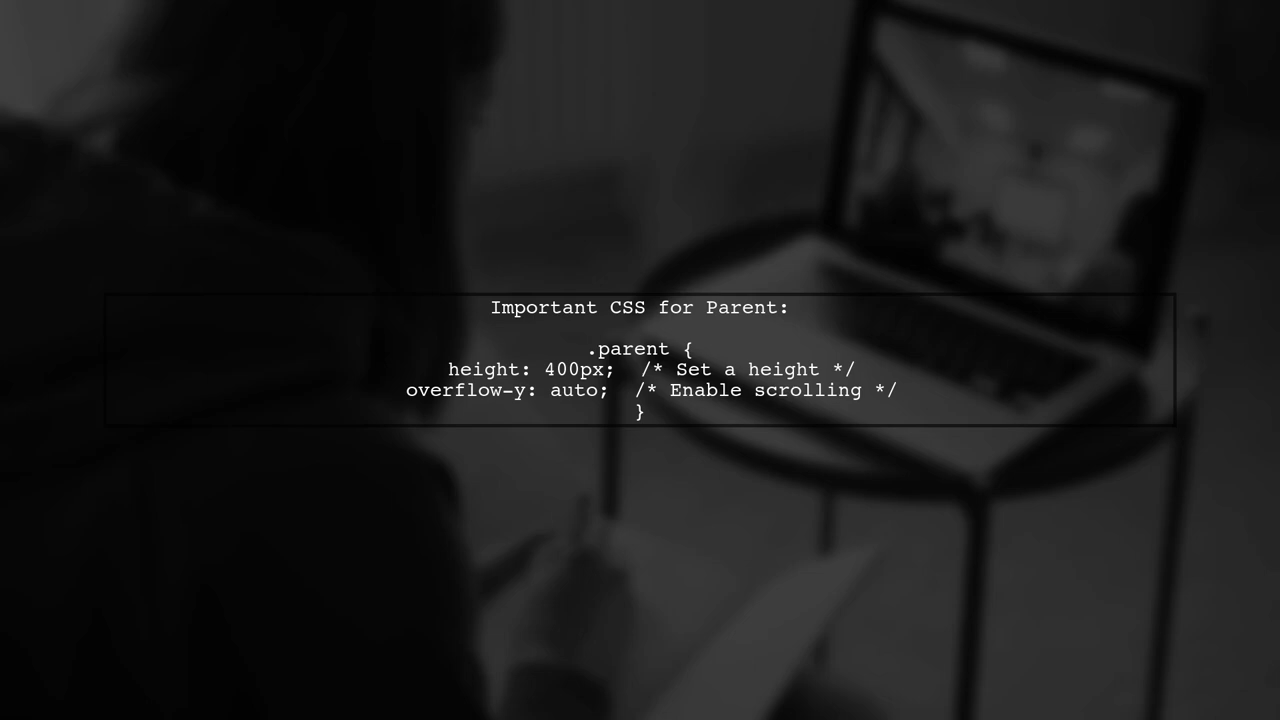 Important CSS for Parent:
.parent {
height: 400px;  /* Set a height */
overflow-y: auto;  /* Enable scrolling */
}